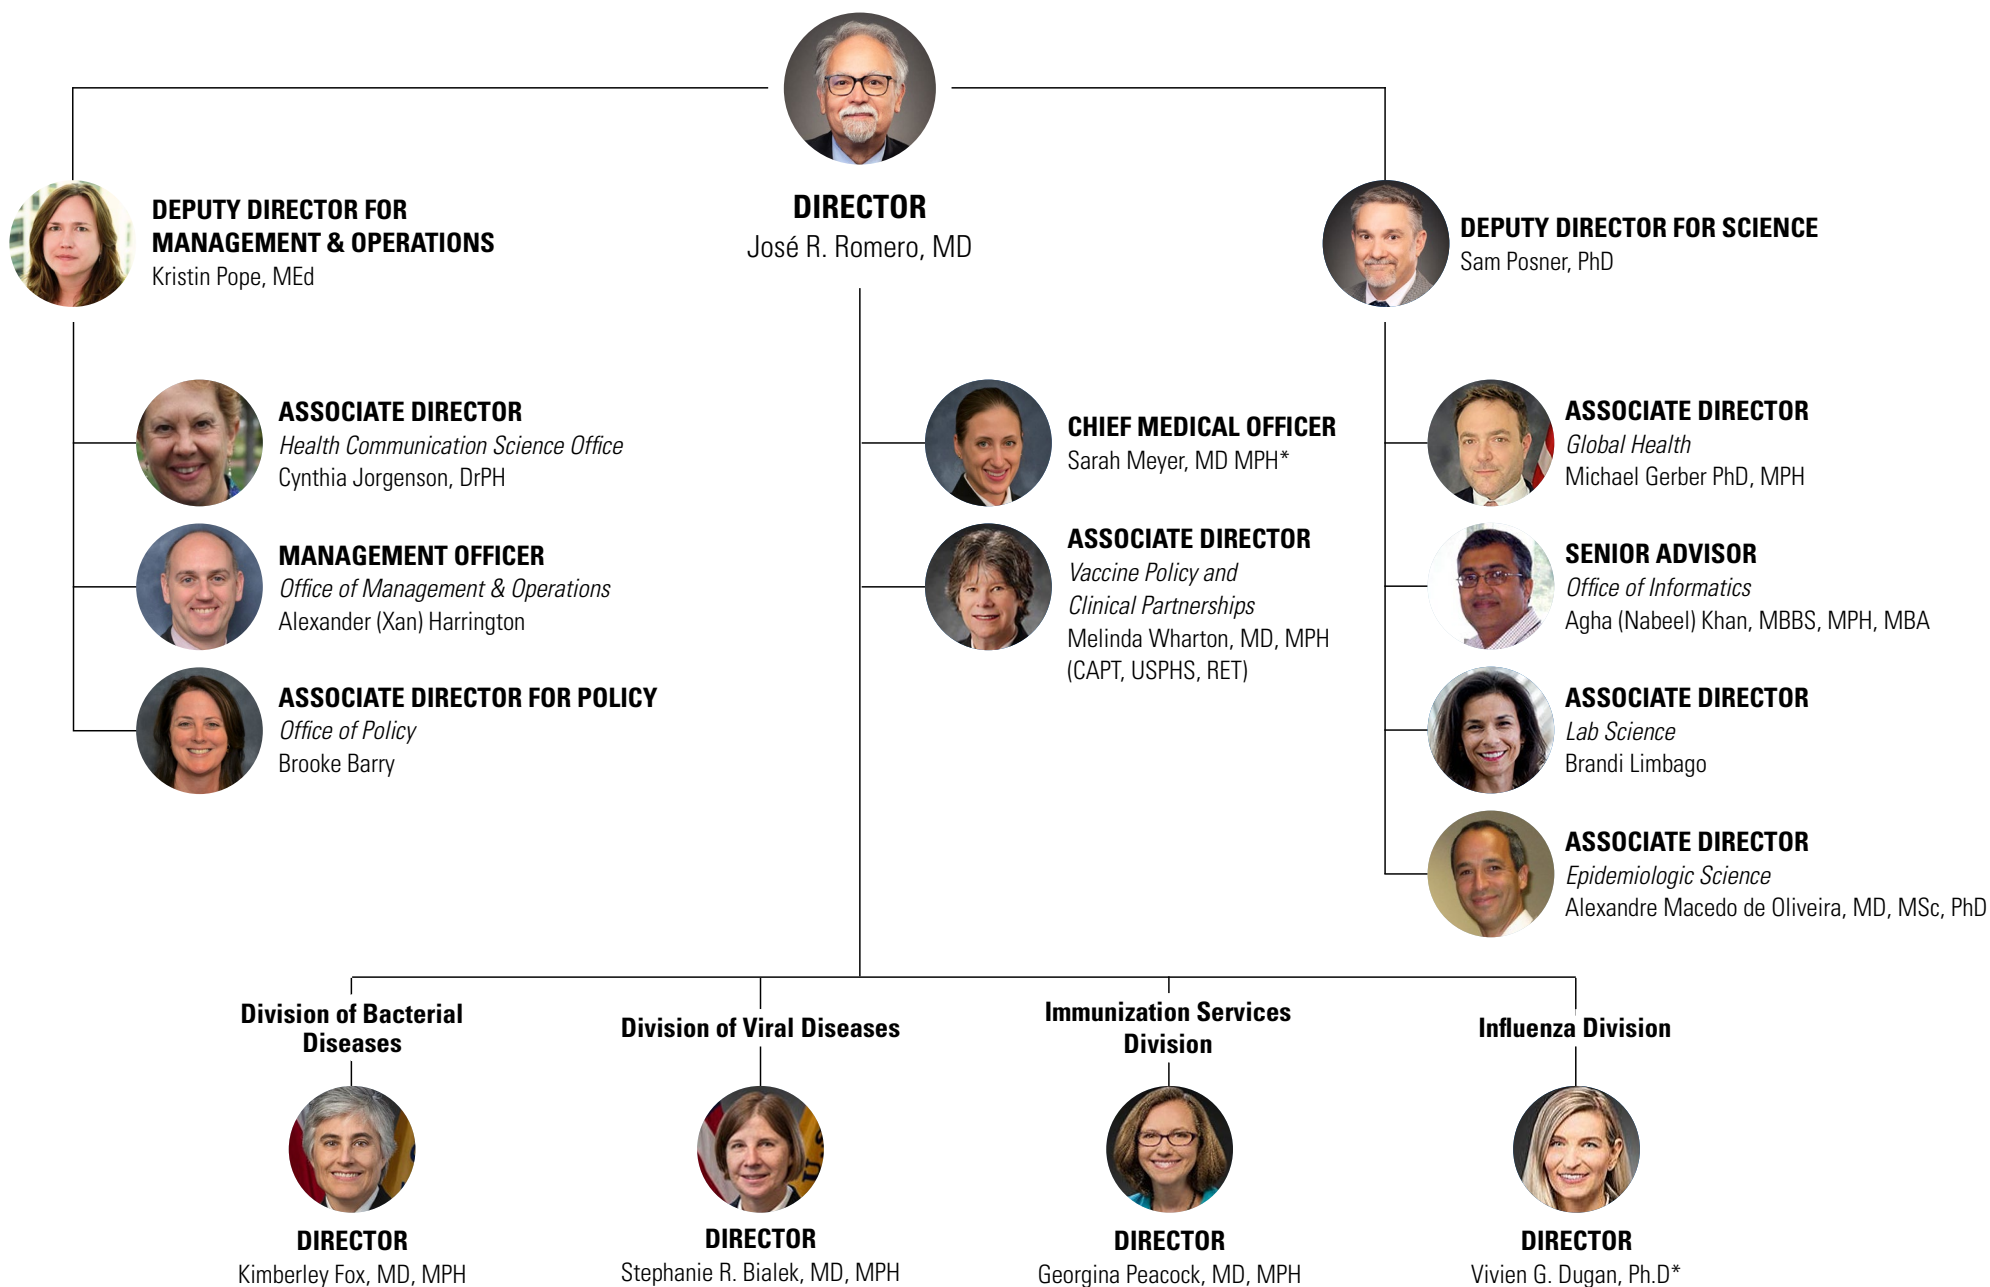 DIRECTOR
José R. Romero, MD
DEPUTY DIRECTOR FOR
MANAGEMENT & OPERATIONS
Kristin Pope, MEd
ASSOCIATE DIRECTOR
Health Communication Science Office
Cynthia Jorgenson, DrPH
MANAGEMENT OFFICER
Office of Management & Operations
Alexander (Xan) Harrington
ASSOCIATE DIRECTOR FOR POLICY
Office of Policy
Brooke Barry
CHIEF MEDICAL OFFICER
Sarah Meyer, MD MPH*
ASSOCIATE DIRECTOR
Vaccine Policy and
Clinical Partnerships
Melinda Wharton, MD, MPH
(CAPT, USPHS, RET)
DEPUTY DIRECTOR FOR SCIENCE
Sam Posner, PhD
ASSOCIATE DIRECTOR
Global Health
Michael Gerber PhD, MPH
SENIOR ADVISOR
Office of Informatics
Agha (Nabeel) Khan, MBBS, MPH, MBA
ASSOCIATE DIRECTOR
Lab Science
Brandi Limbago
ASSOCIATE DIRECTOR
Epidemiologic Science
Alexandre Macedo de Oliveira, MD, MSc, PhD
Division of Bacterial
Diseases
DIRECTOR
Kimberley Fox, MD, MPH
Division of Viral Diseases
DIRECTOR
Stephanie R. Bialek, MD, MPH
Immunization Services
Division
DIRECTOR
Georgina Peacock, MD, MPH
Influenza Division
DIRECTOR
Vivien G. Dugan, Ph.D*